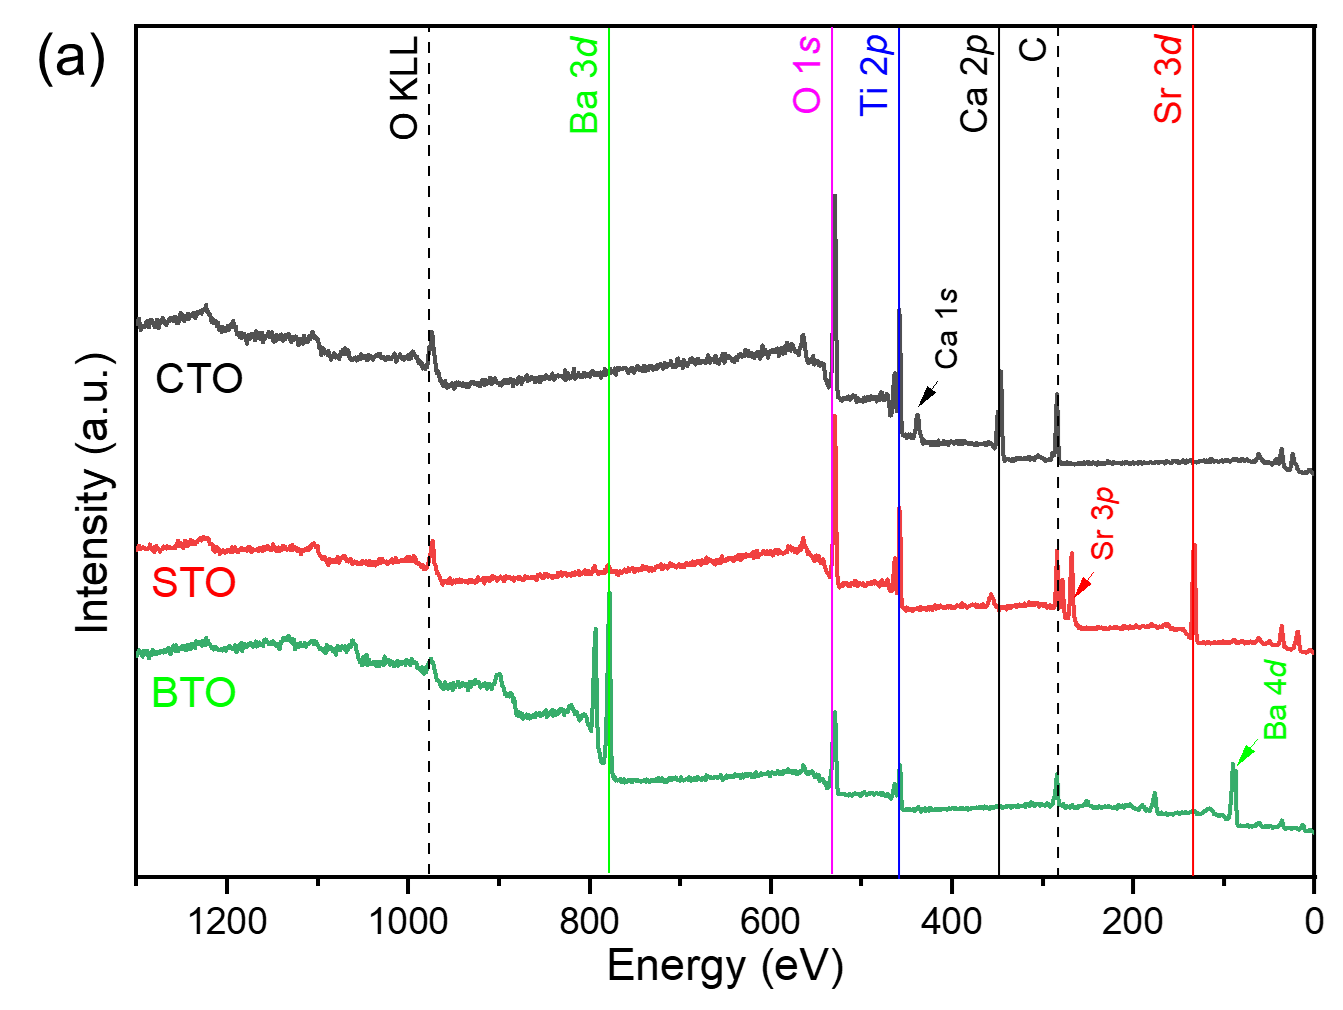 (a)
O KLL
Ba 3d
O 1s
Ti 2p
Ca 2p
C
Sr 3d
Ca 1s
CTO
Sr 3p
STO
BTO
Ba 4d
Intensity (a.u.)
1200 1000 800 600 400 200 0
Energy (eV)